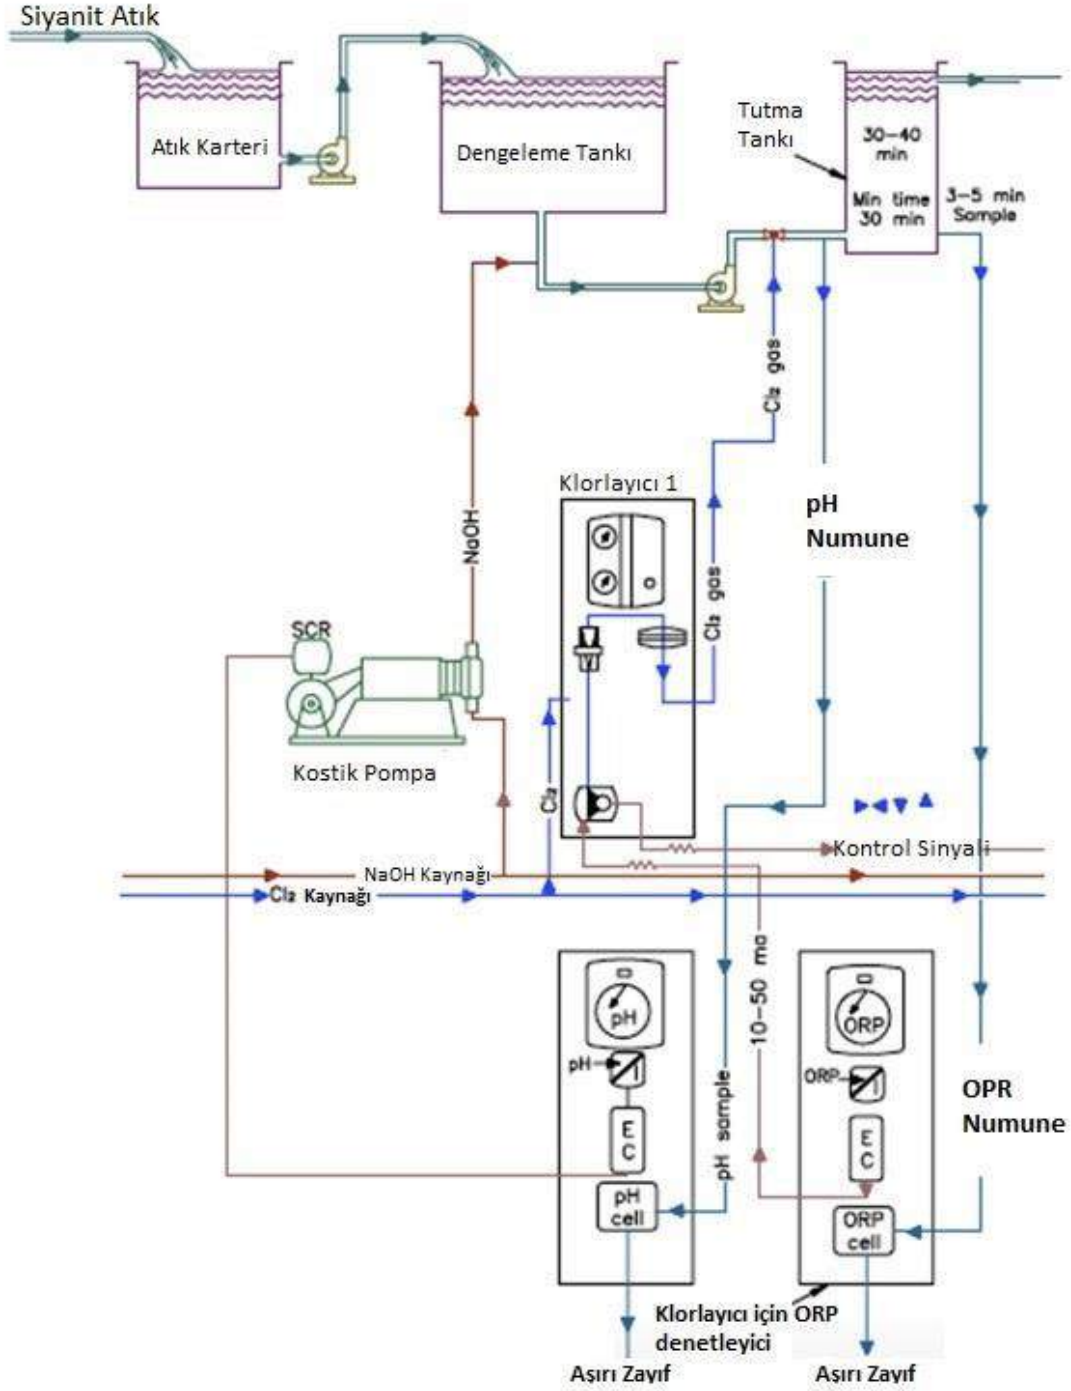 Siyanit Atık
Atık Karteri
Dengeleme Tankı
Tutma
Tankı
30-40
min
Min time
30 min
3-5 min
Sample
Cl₂ gas
Klorlayıcı 1
pH
Numune
NaOH
Cl₂ gas
SCR
Kostik Pompa
Cl₂
Kontrol Sinyali
NaOH Kaynağı
Cl₂ Kaynağı
10-50 ma
pH
pH
E
C
pH
cell
pH sample
ORP
ORP
E
C
ORP
cell
OPR
Numune
Klorlayıcı için ORP
denetleyici
Aşırı Zayıf
Aşırı Zayıf